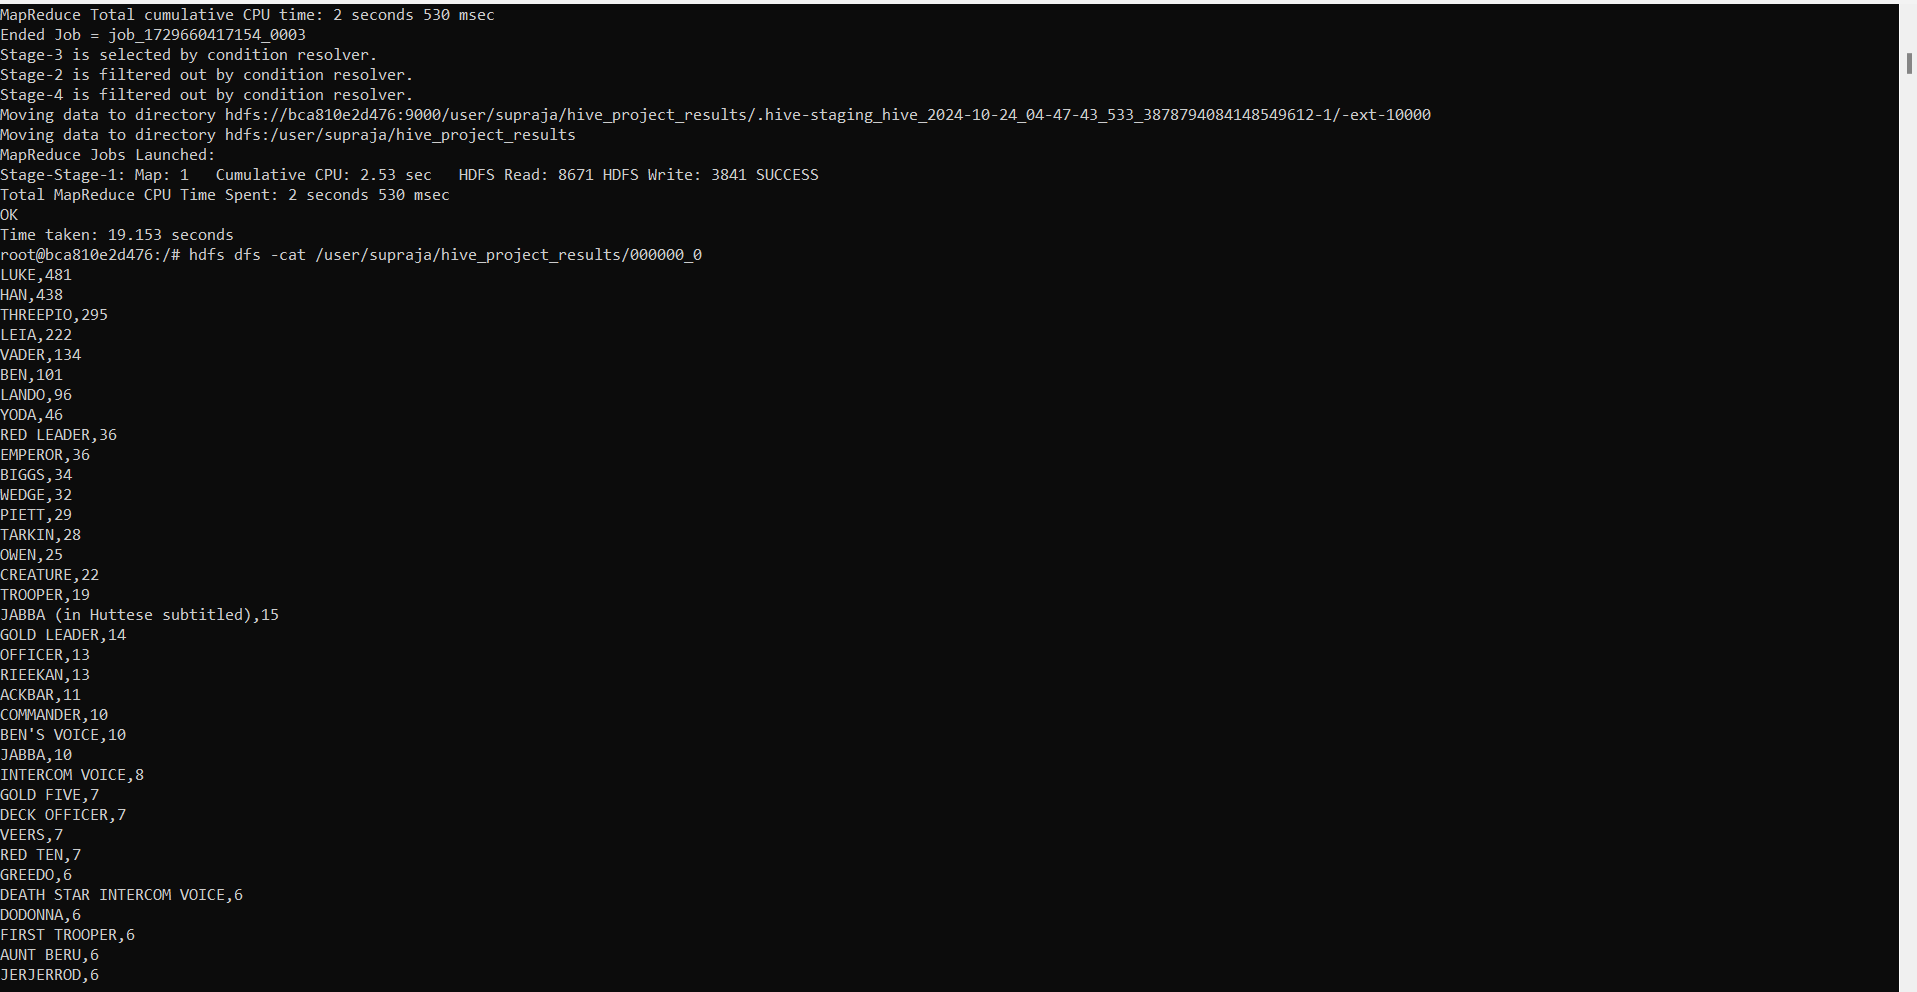 MapReduce Total cumulative CPU time: 2 seconds 530 msec
Ended Job = job_1729660417154_0003
Stage-3 is selected by condition resolver.
Stage-2 is filtered out by condition resolver.
Stage-4 is filtered out by condition resolver.
Moving data to directory hdfs://bca810e2d476:9000/user/supraja/hive_project_results/.hive-staging_hive_2024-10-24_04-47-43_533_3878794084148549612-1/-ext-10000
Moving data to directory hdfs:/user/supraja/hive_project_results
MapReduce Jobs Launched:
Stage-Stage-1: Map: 1   Cumulative CPU: 2.53 sec   HDFS Read: 8671 HDFS Write: 3841 SUCCESS
Total MapReduce CPU Time Spent: 2 seconds 530 msec
OK
Time taken: 19.153 seconds
root@bca810e2d476:/# hdfs dfs -cat /user/supraja/hive_project_results/000000_0
LUKE,481
HAN,438
THREEPIO,295
LEIA,222
VADER,134
BEN,101
LANDO,96
YODA,46
RED LEADER,36
EMPEROR,36
BIGGS,34
WEDGE,32
PIETT,29
TARKIN,28
OWEN,25
CREATURE,22
TROOPER,19
JABBA (in Huttese subtitled),15
GOLD LEADER,14
OFFICER,13
RIEEKAN,13
ACKBAR,11
COMMANDER,10
BEN'S VOICE,10
JABBA,10
INTERCOM VOICE,8
GOLD FIVE,7
DECK OFFICER,7
VEERS,7
RED TEN,7
GREEDO,6
DEATH STAR INTERCOM VOICE,6
DODONNA,6
FIRST TROOPER,6
AUNT BERU,6
JERJERROD,6